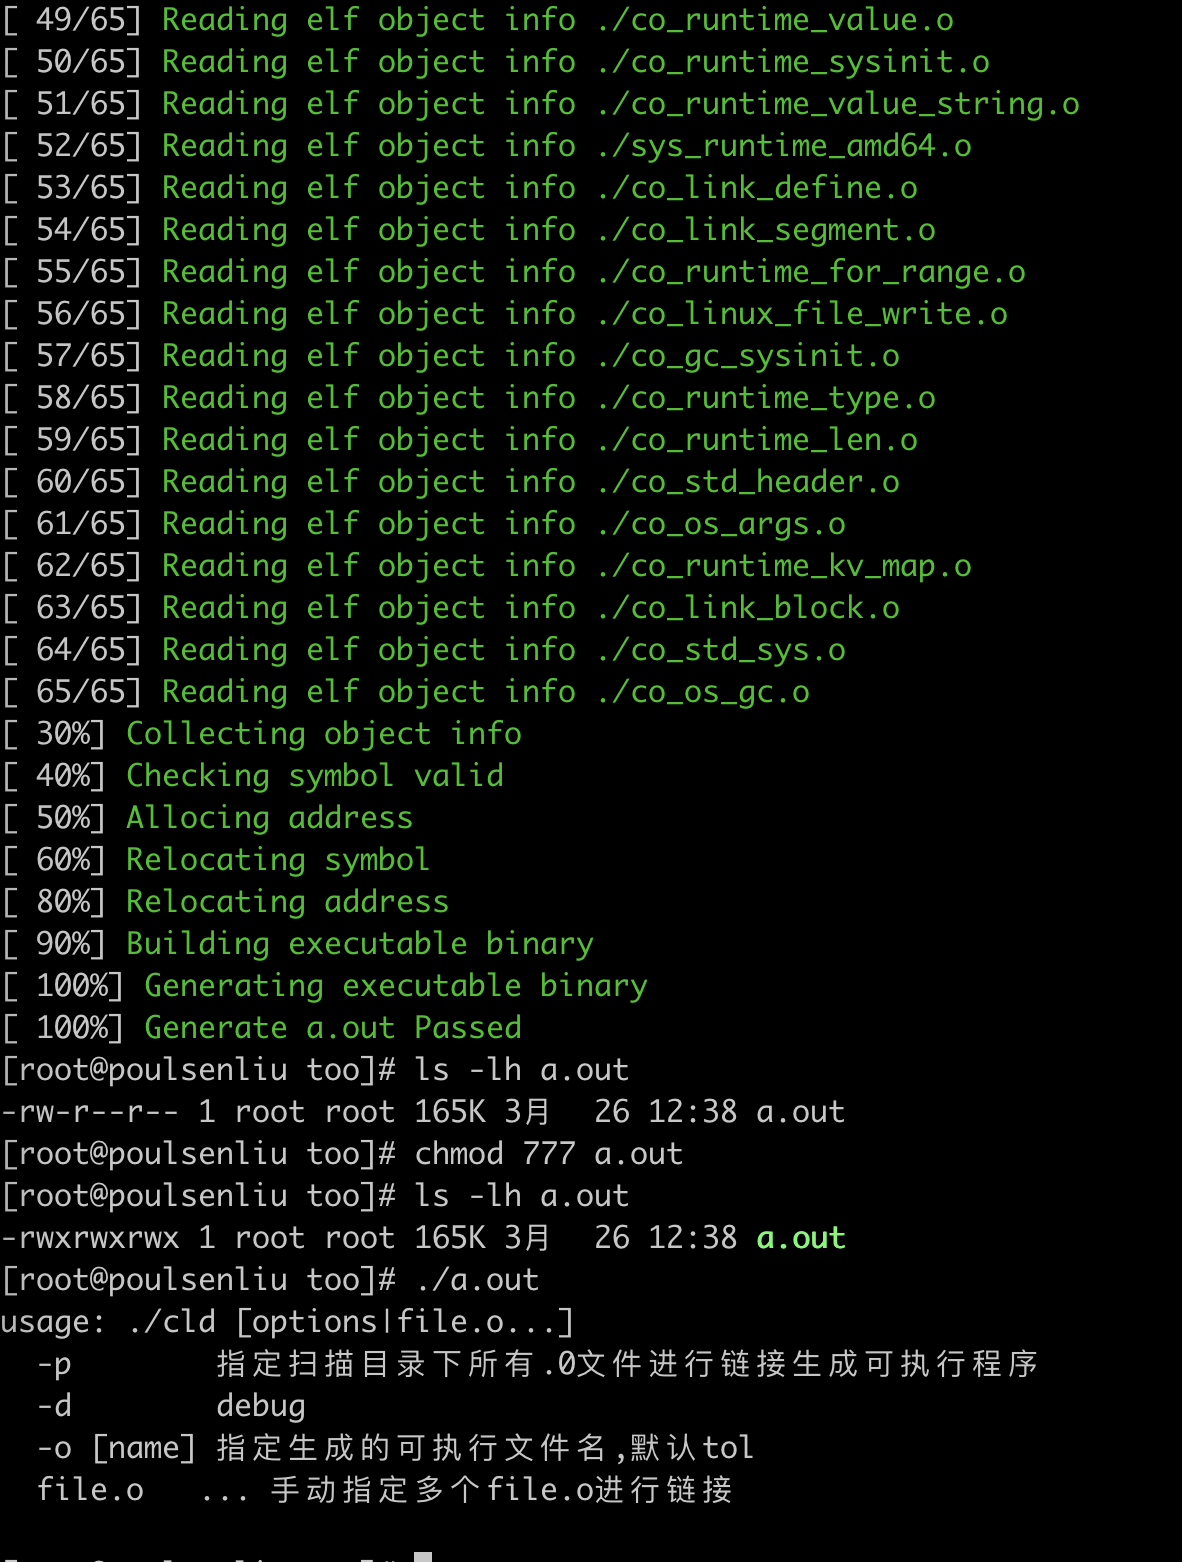 [ 49/65] Reading elf object info ./co_runtime_value.o
[ 50/65] Reading elf object info ./co_runtime_sysinit.o
[ 51/65] Reading elf object info ./co_runtime_value_string.o
[ 52/65] Reading elf object info ./sys_runtime_amd64.o
[ 53/65] Reading elf object info ./co_link_define.o
[ 54/65] Reading elf object info ./co_link_segment.o
[ 55/65] Reading elf object info ./co_runtime_for_range.o
[ 56/65] Reading elf object info ./co_linux_file_write.o
[ 57/65] Reading elf object info ./co_gc_sysinit.o
[ 58/65] Reading elf object info ./co_runtime_type.o
[ 59/65] Reading elf object info ./co_runtime_len.o
[ 60/65] Reading elf object info ./co_std_header.o
[ 61/65] Reading elf object info ./co_os_args.o
[ 62/65] Reading elf object info ./co_runtime_kv_map.o
[ 63/65] Reading elf object info ./co_link_block.o
[ 64/65] Reading elf object info ./co_std_sys.o
[ 65/65] Reading elf object info ./co_os_gc.o
[ 30%] Collecting object info
[ 40%] Checking symbol valid
[ 50%] Allocing address
[ 60%] Relocating symbol
[ 80%] Relocating address
[ 90%] Building executable binary
[ 100%] Generating executable binary
[ 100%] Generate a.out Passed
[root@poulsenliu too]# ls -lh a.out
-rw-r--r-- 1 root root 165K 3月  26 12:38 a.out
[root@poulsenliu too]# chmod 777 a.out
[root@poulsenliu too]# ls -lh a.out
-rwxrwxrwx 1 root root 165K 3月  26 12:38 a.out
[root@poulsenliu too]# ./a.out
usage: ./cld [options|file.o...]
  -p        指定扫描目录下所有.0文件进行链接生成可执行程序
  -d        debug
  -o [name] 指定生成的可执行文件名,默认tol
  file.o   ... 手动指定多个file.o进行链接